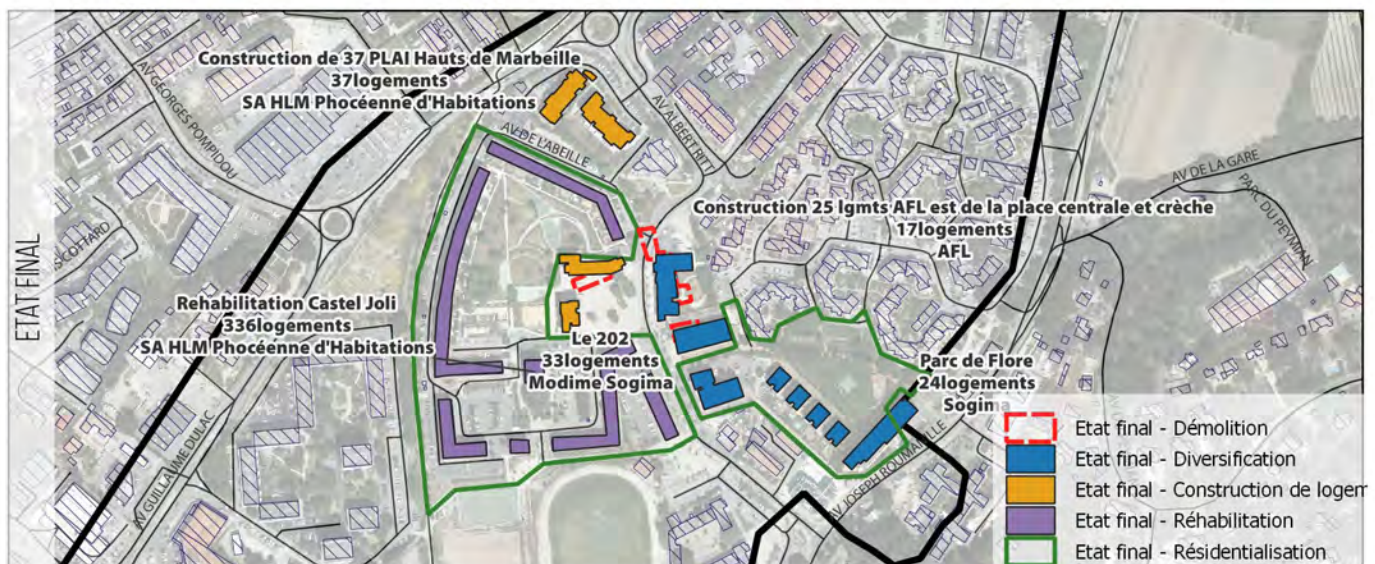 ETAT FINAL
Construction de 37 PLAI Hauts de Marbeille
37logements
SA HLM Phocéenne d'Habitations
AV GEORGES POMPIDOU
AV DE L'ABEILLE
AV ALBERT RITT
AV DE LA GARE
PARC DU PEYMIAN
Construction 25 lgmts AFL est de la place centrale et crèche
17logements
AFL
SCOTTARD
Rehabilitation Castel Joli
336logements
SA HLM Phocéenne d'Habitations
Le 202
33logements
Modime Sogima
Parc de Flore
24logements
Sogima
AV GUILLAUME DULAC
AV JOSEPH ROUMANILLE
Etat final - Démolition
Etat final - Diversification
Etat final - Construction de logem
Etat final - Réhabilitation
Etat final - Résidentialisation